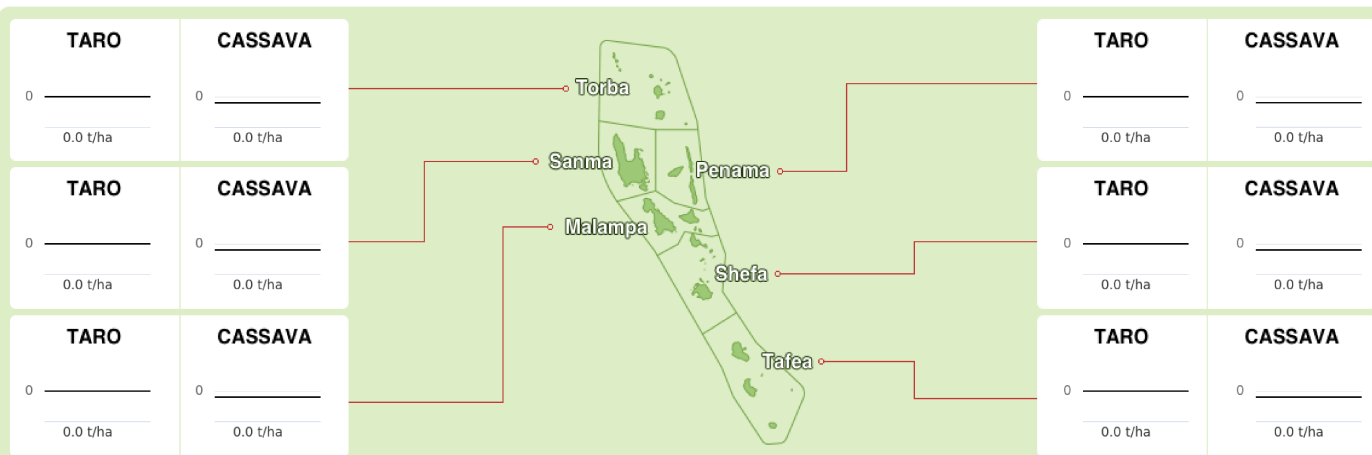 TARO
CASSAVA
0
0
0.0 t/ha
0.0 t/ha
TARO
CASSAVA
0
0
0.0 t/ha
0.0 t/ha
TARO
CASSAVA
0
0
0.0 t/ha
0.0 t/ha
Torba
Sanma
Penama
Malampa
Shefa
Tafea
TARO
CASSAVA
0
0
0.0 t/ha
0.0 t/ha
TARO
CASSAVA
0
0
0.0 t/ha
0.0 t/ha
TARO
CASSAVA
0
0
0.0 t/ha
0.0 t/ha